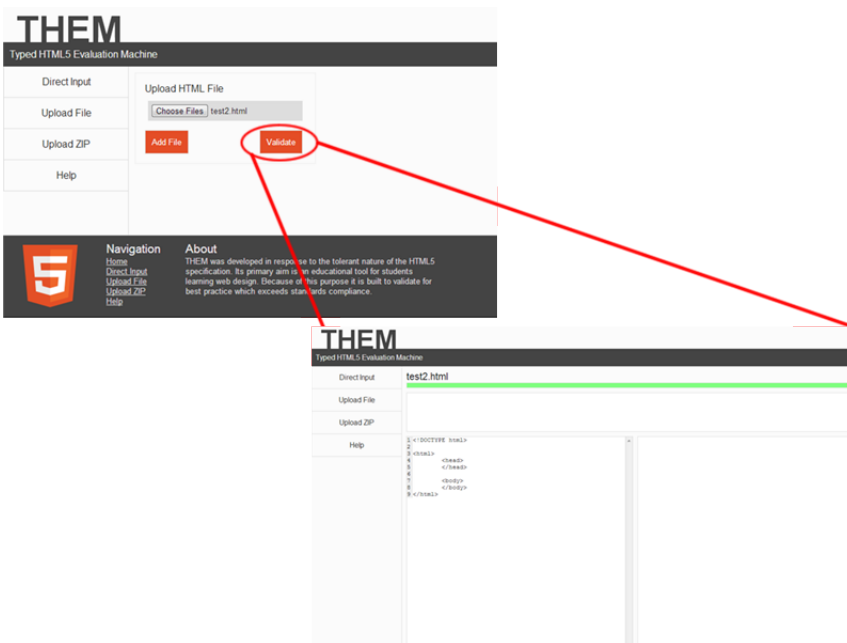 THEM
Typed HTML5 Evaluation Machine
Direct Input
Upload File
Upload ZIP
Help
Upload HTML File
Choose Files test2.html
Add File
Validate
5
Navigation
Home
Direct Input
Upload File
Upload ZIP
Help
About
THEM was developed in response to the tolerant nature of the HTML5
specification. Its primary aim is an educational tool for students
learning web design. Because of this purpose it is built to validate for
best practice which exceeds standards compliance.
THEM
Typed HTML5 Evaluation Machine
Direct Input
Upload File
Upload ZIP
Help
test2.html
1 <!DOCTYPE html>
2
3 <html>
4 <head>
5 </head>
6
7 <body>
8 </body>
9 </html>